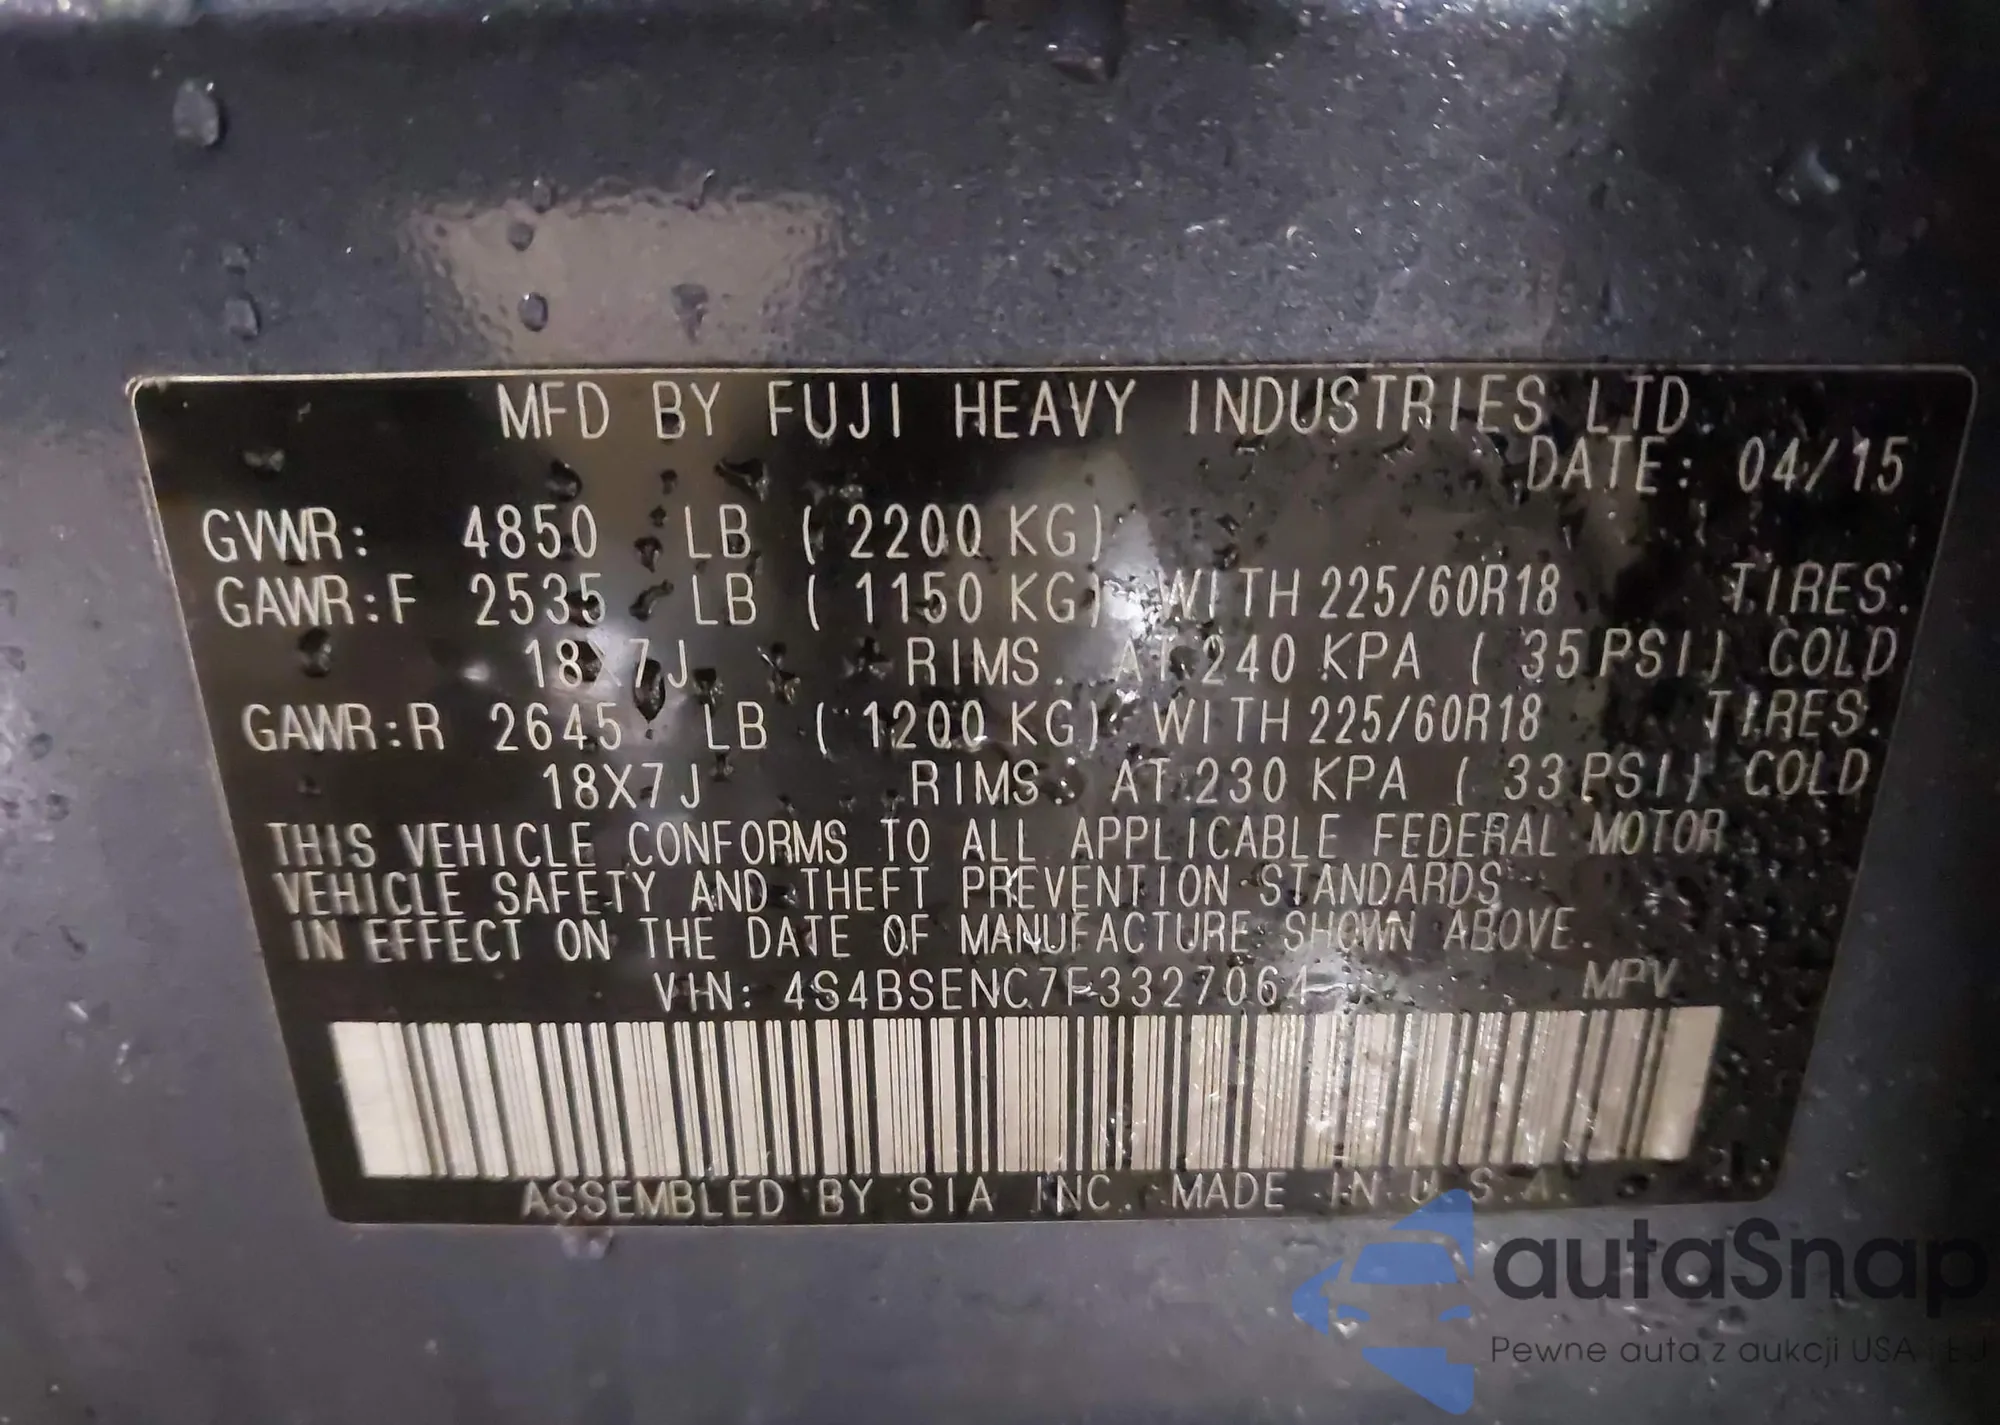 MFD BY FUJI HEAVY INDUSTRIES LTD.
DATE: 04/15
GVWR: 4850 LB (2200 KG)
GAWR:F 2535 LB (1150 KG) WITH 225/60R18 TIRES.
18X7J RIMS. AT 240 KPA (35 PSI) COLD
GAWR:R 2645 LB (1200 KG) WITH 225/60R18 TIRES.
18X7J RIMS. AT 230 KPA (33 PSI) COLD
THIS VEHICLE CONFORMS TO ALL APPLICABLE FEDERAL MOTOR
VEHICLE SAFETY AND THEFT PREVENTION STANDARDS
IN EFFECT ON THE DATE OF MANUFACTURE SHOWN ABOVE.
VIN: 4S4BSENC7F3327064 MPV
ASSEMBLED BY SIA INC. MADE IN U.S.A.
autaSnap
Pewne auta z aukcji USA i EU